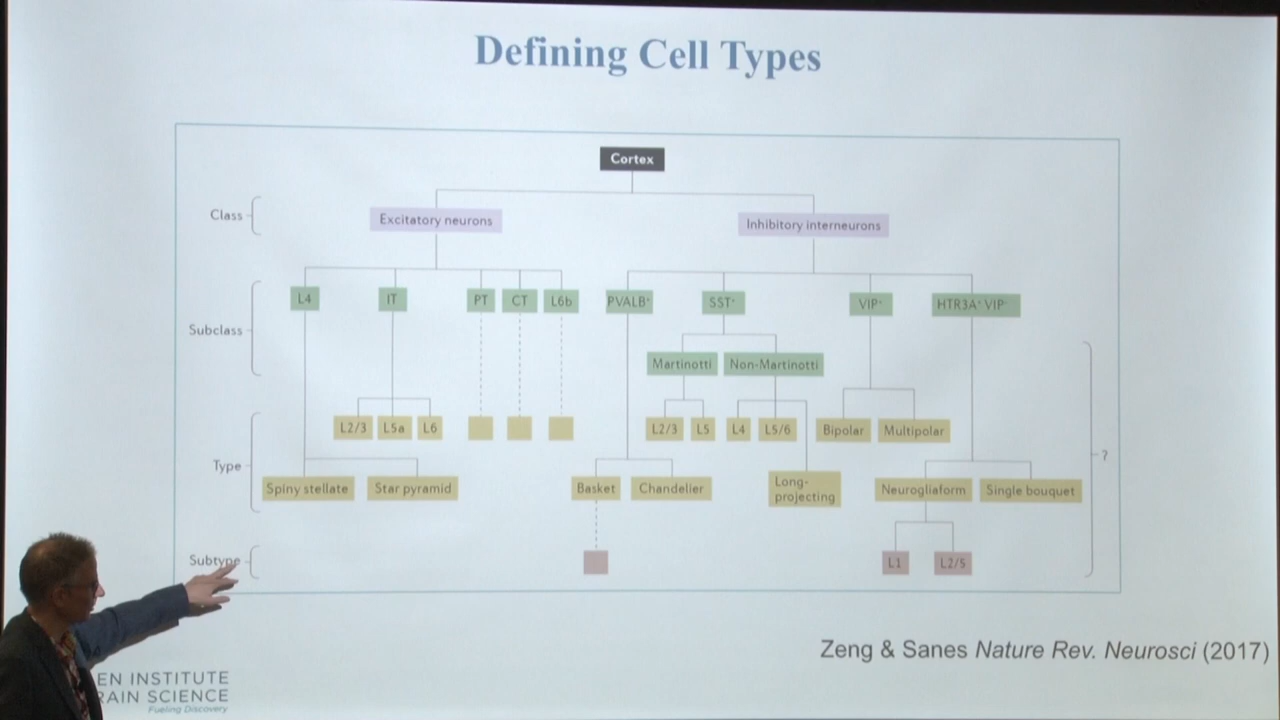 Defining Cell Types
Cortex
Class
Excitatory neurons
Inhibitory interneurons
L4
IT
PT
CT
L6b
PVALB+
SST+
VIP+
HTR3A+ VIP-
Subclass
Martinotti
Non-Martinotti
L2/3
L5a
L6
L2/3
L5
L4
L5/6
Bipolar
Multipolar
?
Type
Spiny stellate
Star pyramid
Basket
Chandelier
Long-
projecting
Neurogliaform
Single bouquet
Subtype
L1
L2/5
Zeng & Sanes Nature Rev. Neurosci (2017)
EN INSTITUTE
RAIN SCIENCE
Fueling Discovery